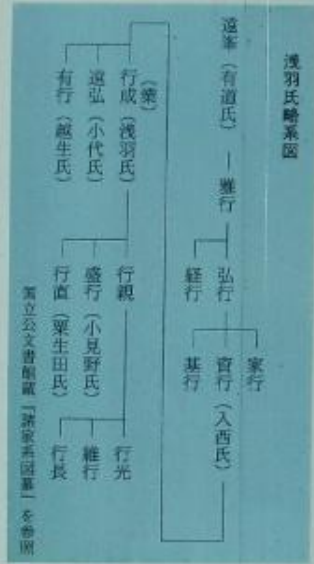 浅羽氏略系図
遠峯（有道氏）
雅行
弘行
経行
家行
資行（入西氏）
基行
（業）
行成（浅羽氏）
遠弘（小代氏）
有行（越生氏）
行親
盛行（小見野氏）
行直（粟生田氏）
行光
維行
行長
国立公文書館蔵『諸家系図纂』を参照